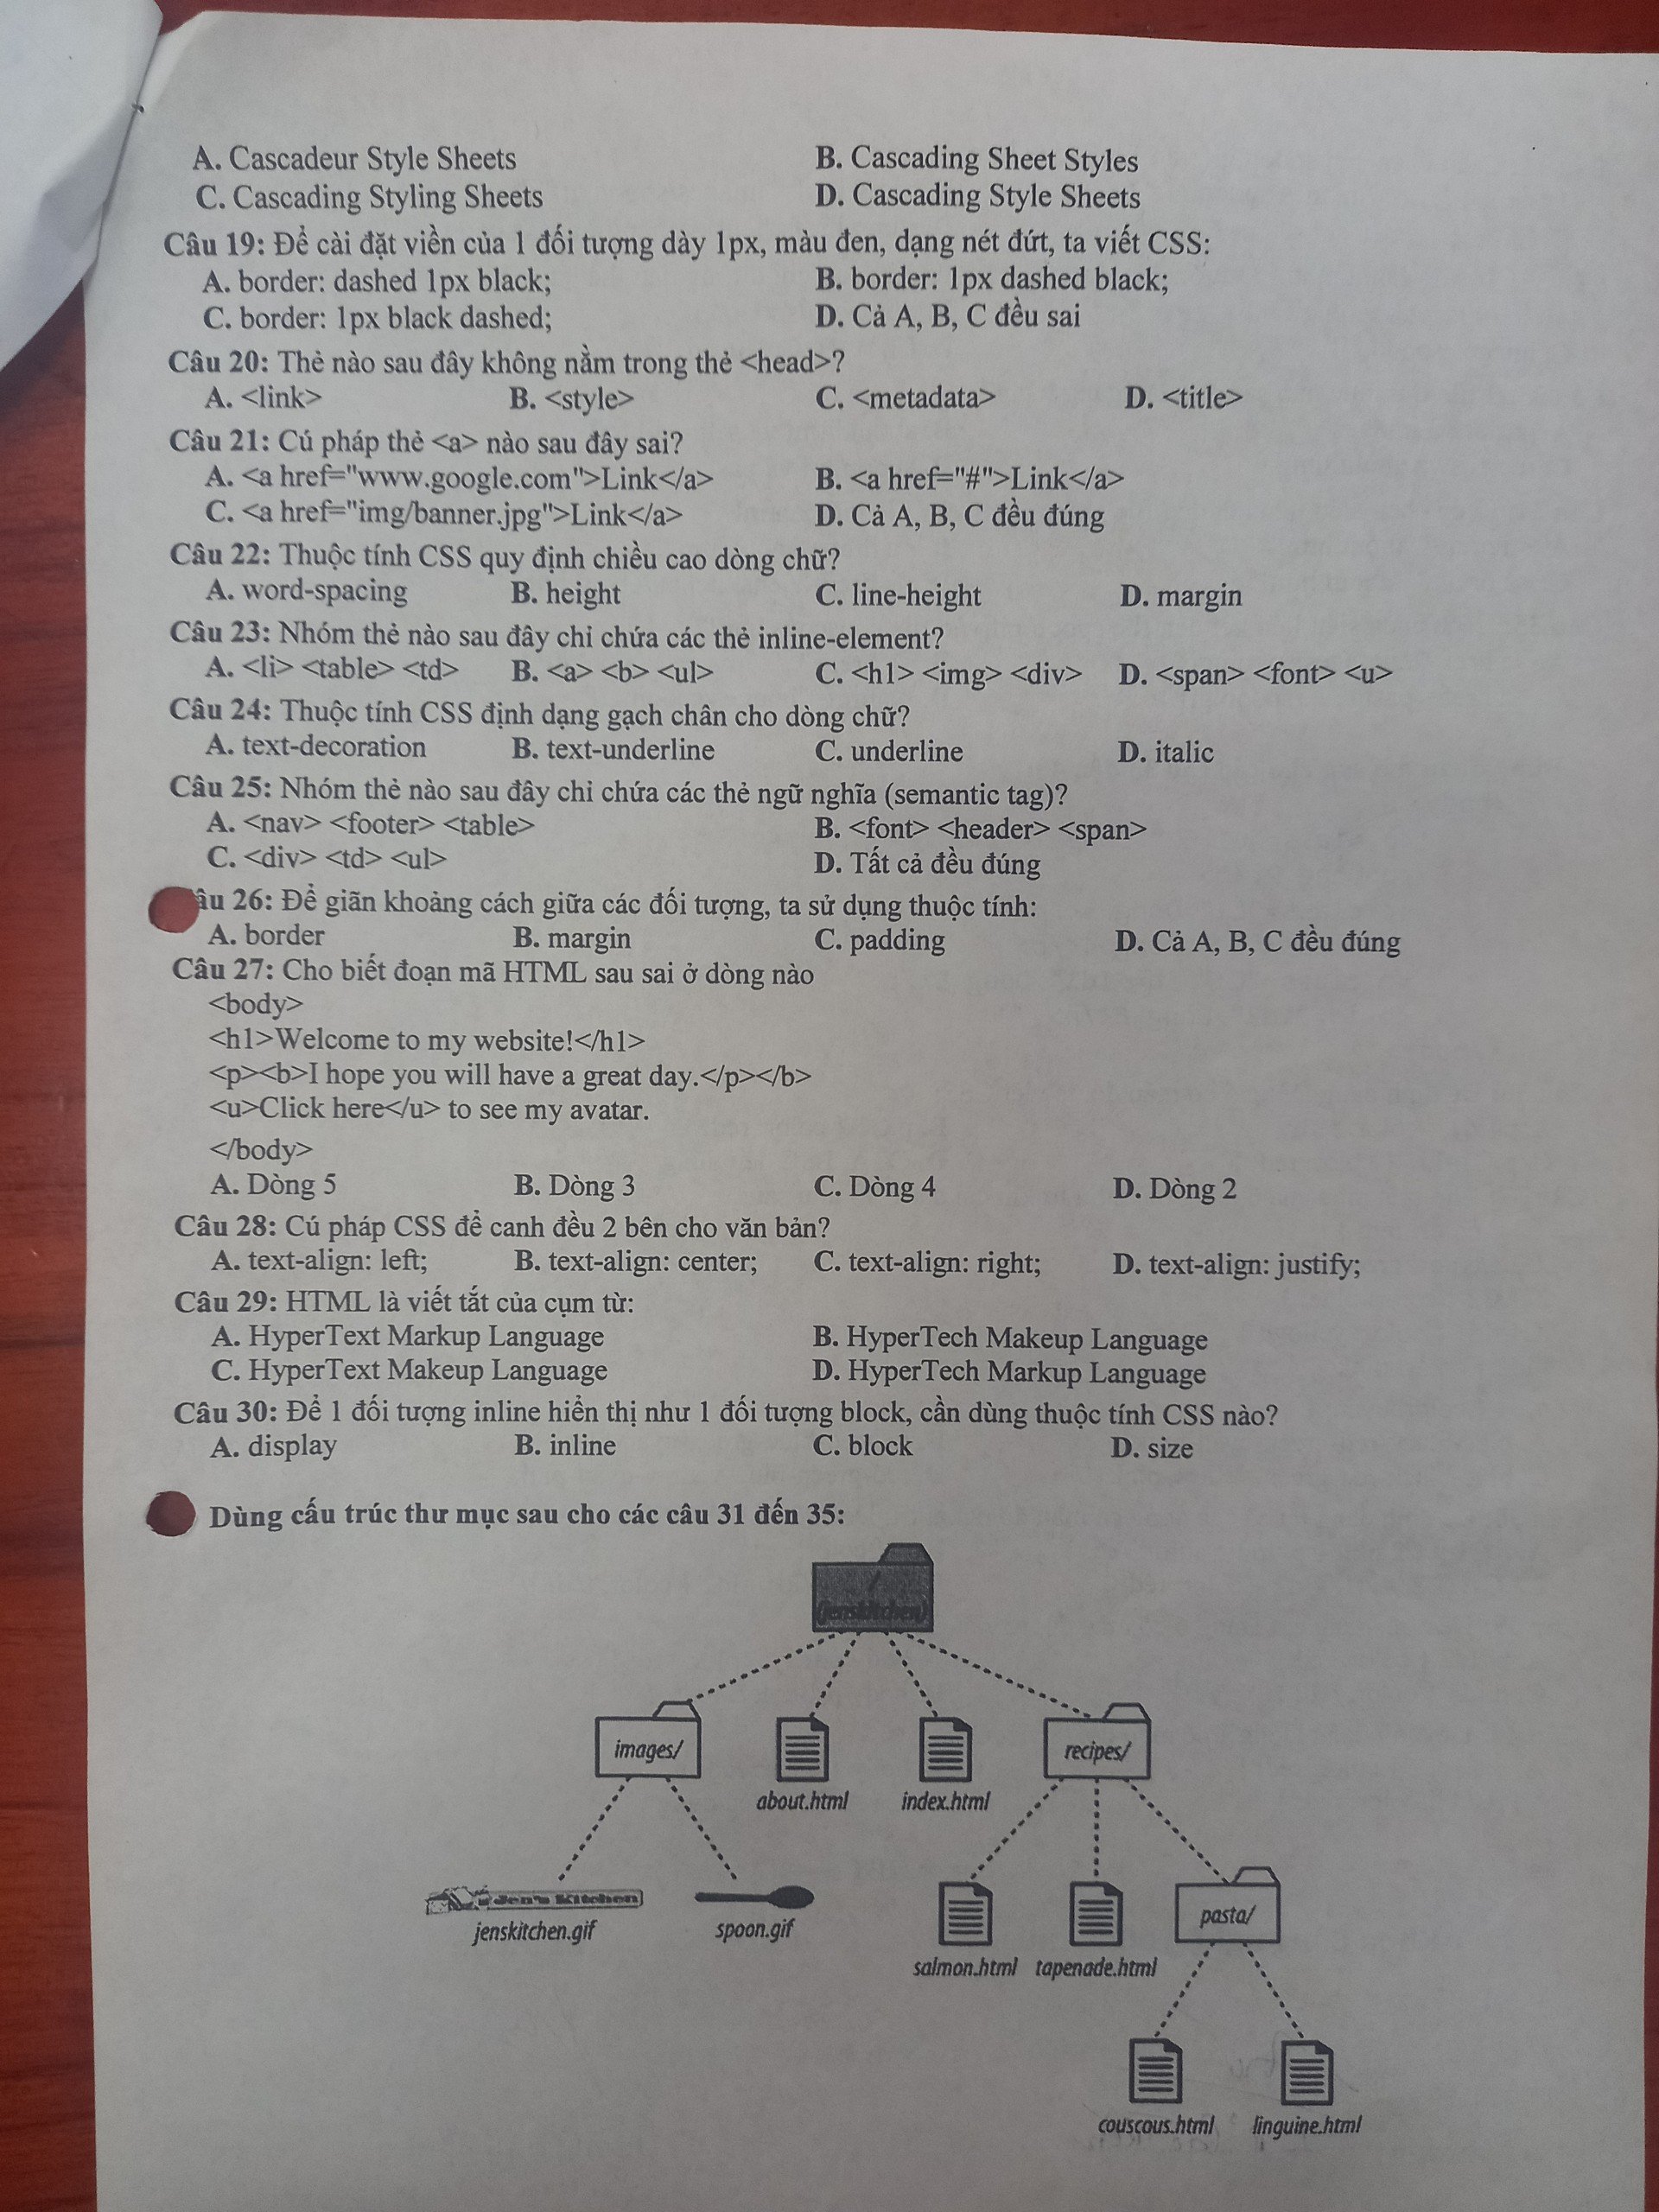 A. Cascadeur Style Sheets B. Cascading Sheet Styles
C. Cascading Styling Sheets D. Cascading Style Sheets
Câu 19: Để cài đặt viền của 1 đối tượng dày 1px, màu đen, dạng nét đứt, ta viết CSS:
A. border: dashed 1px black; B. border: 1px dashed black;
C. border: 1px black dashed; D. Cả A, B, C đều sai
Câu 20: Thẻ nào sau đây không nằm trong thẻ <head>?
A. <link> B. <style> C. <metadata> D. <title>
Câu 21: Cú pháp thẻ <a> nào sau đây sai?
A. <a href="www.google.com">Link</a> B. <a href="#">Link</a>
C. <a href="img/banner.jpg">Link</a> D. Cả A, B, C đều đúng
Câu 22: Thuộc tính CSS quy định chiều cao dòng chữ?
A. word-spacing B. height C. line-height D. margin
Câu 23: Nhóm thẻ nào sau đây chỉ chứa các thẻ inline-element?
A. <li> <table> <td> B. <a> <b> <ul> C. <h1> <img> <div> D. <span> <font> <u>
Câu 24: Thuộc tính CSS định dạng gạch chân cho dòng chữ?
A. text-decoration B. text-underline C. underline D. italic
Câu 25: Nhóm thẻ nào sau đây chỉ chứa các thẻ ngữ nghĩa (semantic tag)?
A. <nav> <footer> <table> B. <font> <header> <span>
C. <div> <td> <ul> D. Tất cả đều đúng
âu 26: Để giãn khoảng cách giữa các đối tượng, ta sử dụng thuộc tính:
A. border B. margin C. padding D. Cả A, B, C đều đúng
Câu 27: Cho biết đoạn mã HTML sau sai ở dòng nào
<body>
<h1>Welcome to my website!</h1>
<p><b>I hope you will have a great day.</p></b>
<u>Click here</u> to see my avatar.
</body>
A. Dòng 5 B. Dòng 3 C. Dòng 4 D. Dòng 2
Câu 28: Cú pháp CSS để canh đều 2 bên cho văn bản?
A. text-align: left; B. text-align: center; C. text-align: right; D. text-align: justify;
Câu 29: HTML là viết tắt của cụm từ:
A. HyperText Markup Language B. HyperTech Makeup Language
C. HyperText Makeup Language D. HyperTech Markup Language
Câu 30: Để 1 đối tượng inline hiển thị như 1 đối tượng block, cần dùng thuộc tính CSS nào?
A. display B. inline C. block D. size
Dùng cấu trúc thư mục sau cho các câu 31 đến 35:
/
(jenskitchen)
images/ about.html index.html recipes/
Jen's Kitchen
jenskitchen.gif spoon.gif salmon.html tapenade.html pasta/
couscous.html linguine.html